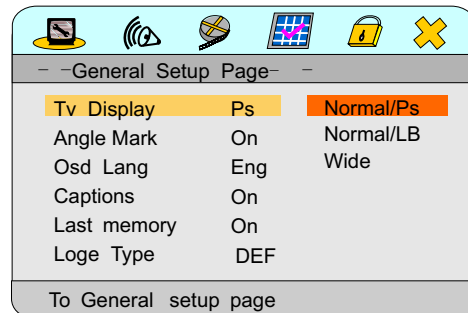 - -General Setup Page- -
Tv Display Ps Normal/Ps
Angle Mark On Normal/LB
Osd Lang Eng Wide
Captions On
Last memory On
Loge Type DEF
To General setup page